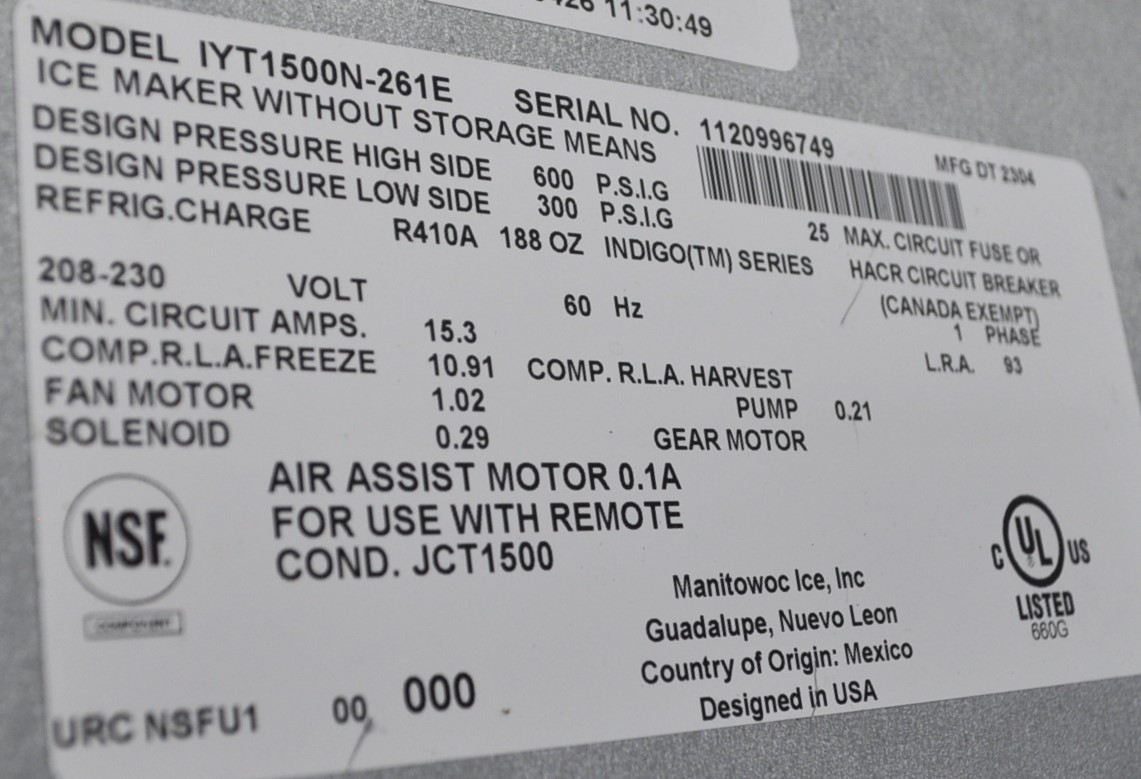 11:30:49
MODEL IYT1500N-261E SERIAL NO. 1120996749 MFG DT 2304
ICE MAKER WITHOUT STORAGE MEANS
DESIGN PRESSURE HIGH SIDE 600 P.S.I.G
DESIGN PRESSURE LOW SIDE 300 P.S.I.G
REFRIG.CHARGE R410A 188 OZ INDIGO(TM) SERIES
25 MAX. CIRCUIT FUSE OR
HACR CIRCUIT BREAKER
(CANADA EXEMPT)
208-230 VOLT 60 Hz 1 PHASE
MIN. CIRCUIT AMPS. 15.3
COMP.R.L.A.FREEZE 10.91 COMP. R.L.A. HARVEST L.R.A. 93
FAN MOTOR 1.02 PUMP 0.21
SOLENOID 0.29 GEAR MOTOR
AIR ASSIST MOTOR 0.1A
FOR USE WITH REMOTE
COND. JCT1500
NSF.
COMPONENT
Manitowoc Ice, Inc
Guadalupe, Nuevo Leon
Country of Origin: Mexico
Designed in USA
C UL US
LISTED
660G
URC NSFU1 00 000